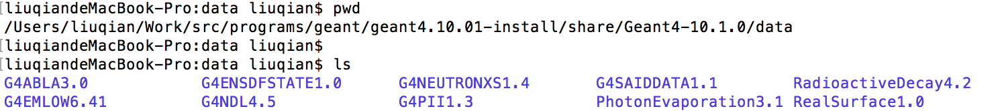 [liuqiandeMacBook-Pro:data liuqian$ pwd
/Users/liuqian/Work/src/programs/geant/geant4.10.01-install/share/Geant4-10.1.0/data
[liuqiandeMacBook-Pro:data liuqian$
[liuqiandeMacBook-Pro:data liuqian$ ls
G4ABLA3.0 G4ENSDFSTATE1.0 G4NEUTRONXS1.4 G4SAIDDATA1.1 RadioactiveDecay4.2
G4EMLOW6.41 G4NDL4.5 G4PII1.3 PhotonEvaporation3.1 RealSurface1.0